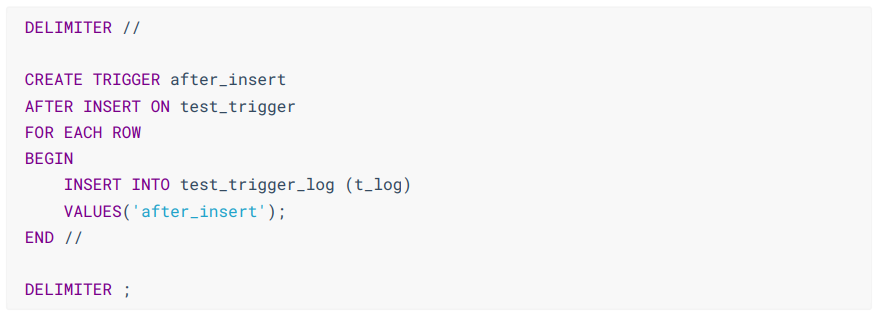 DELIMITER //
CREATE TRIGGER after_insert
AFTER INSERT ON test_trigger
FOR EACH ROW
BEGIN
    INSERT INTO test_trigger_log (t_log)
    VALUES('after_insert');
END //
DELIMITER ;